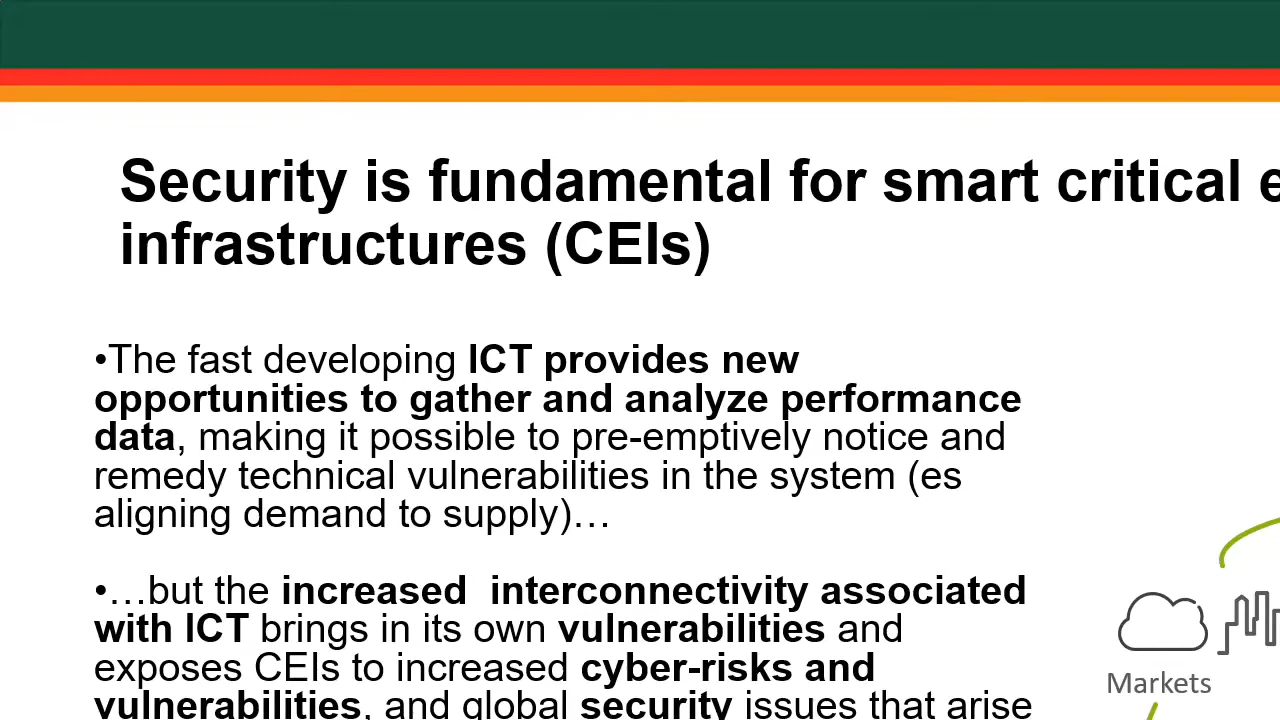 Security is fundamental for smart critical e
infrastructures (CEIs)
•The fast developing ICT provides new
opportunities to gather and analyze performance
data, making it possible to pre-emptively notice and
remedy technical vulnerabilities in the system (es
aligning demand to supply)…
•…but the increased  interconnectivity associated
with ICT brings in its own vulnerabilities and
exposes CEIs to increased cyber-risks and
vulnerabilities, and global security issues that arise
Markets